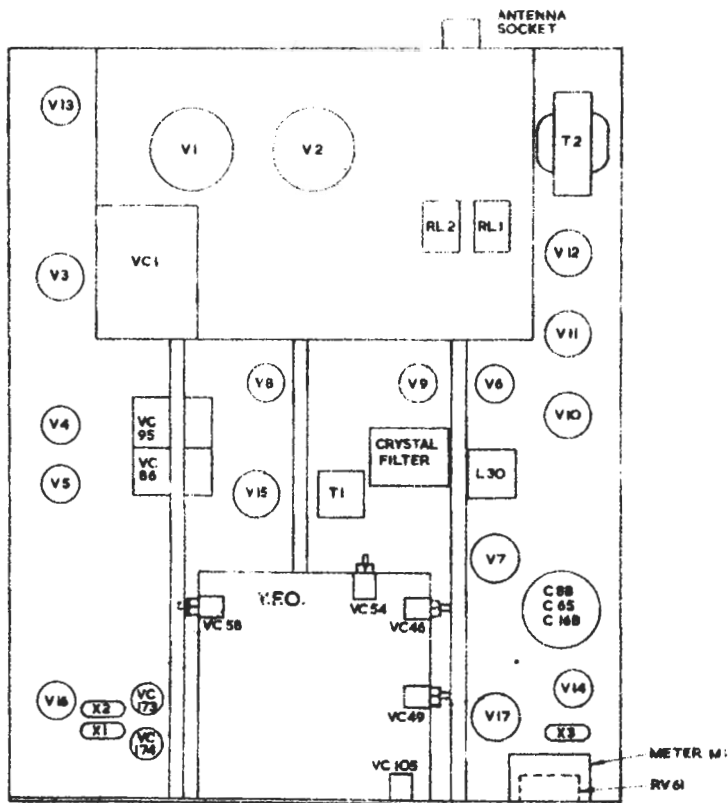 ANTENNA
SOCKET
V13
V1
V2
T2
RL2
RL1
V3
VC1
V12
V11
V8
V9
V6
V10
V4
VC
95
CRYSTAL
FILTER
V5
VC
86
V15
T1
L30
V7
V.F.O.
VC54
VC58
VC46
C88
C65
C168
V16
X2
VC
173
X1
VC
174
VC49
V17
V14
X3
VC105
METER M1
RV61